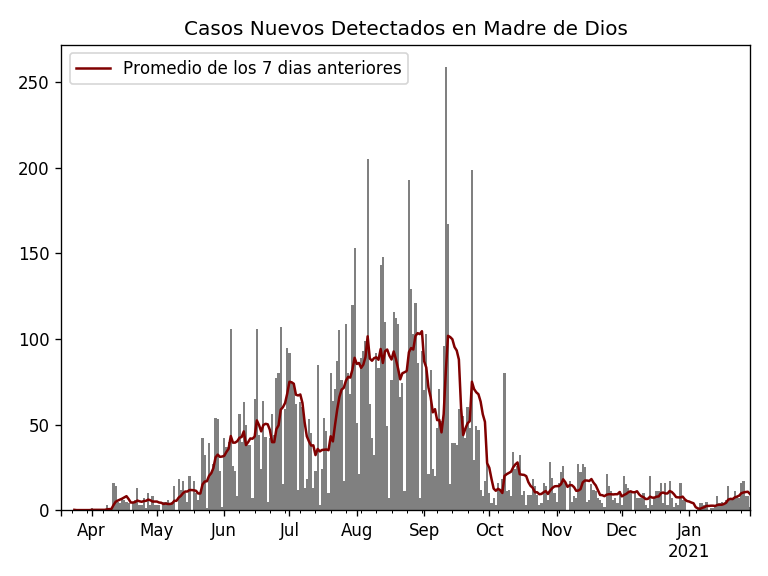 Casos Nuevos Detectados en Madre de Dios
Promedio de los 7 dias anteriores
250
200
150
100
50
0
Apr May Jun Jul Aug Sep Oct Nov Dec Jan
2021